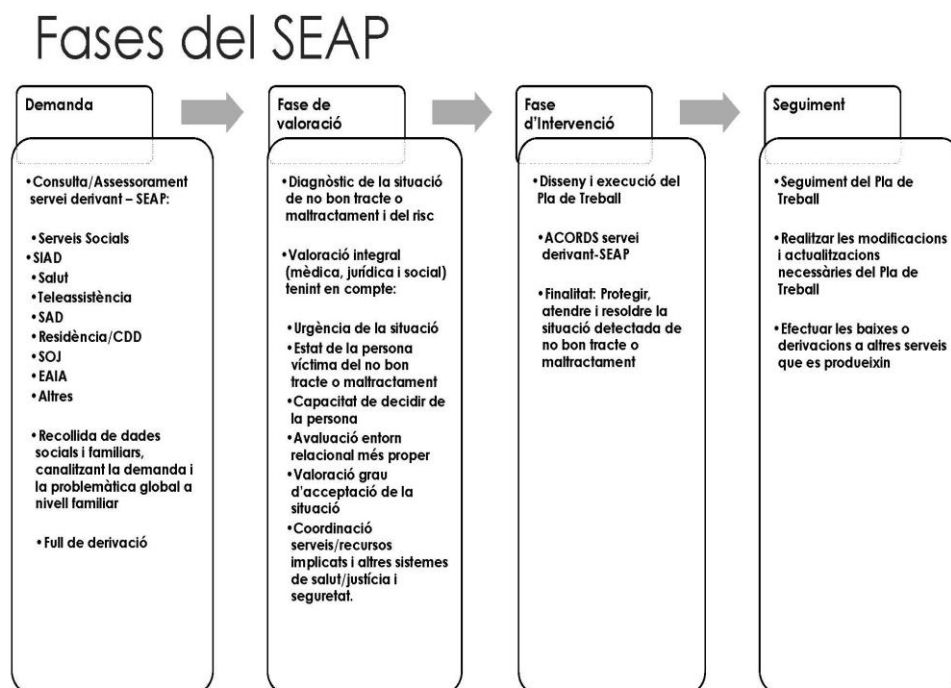 Fases del SEAP
Demanda
•Consulta/Assessorament
servei derivant – SEAP:
•Serveis Socials
•SIAD
•Salut
•Teleassistència
•SAD
•Residència/CDD
•SOJ
•EAIA
•Altres
•Recollida de dades
socials i familiars,
canalitzant la demanda i
la problemàtica global a
nivell familiar
•Full de derivació
Fase de
valoració
•Diagnòstic de la situació
de no bon tracte o
maltractament i del risc
•Valoració integral
(mèdica, jurídica i social)
tenint en compte:
•Urgència de la situació
•Estat de la persona
víctima del no bon
tracte o maltractament
•Capacitat de decidir de
la persona
•Avaluació entorn
relacional més proper
•Valoració grau
d'acceptació de la
situació
•Coordinació
serveis/recursos
implicats i altres sistemes
de salut/justícia i
seguretat.
Fase
d'Intervenció
•Disseny i execució del
Pla de Treball
•ACORDS servei
derivant-SEAP
•Finalitat: Protegir,
atendre i resoldre la
situació detectada de
no bon tracte o
maltractament
Seguiment
•Seguiment del Pla de
Treball
•Realitzar les modificacions
i actualitzacions
necessàries del Pla de
Treball
•Efectuar les baixes o
derivacions a altres serveis
que es produeixin